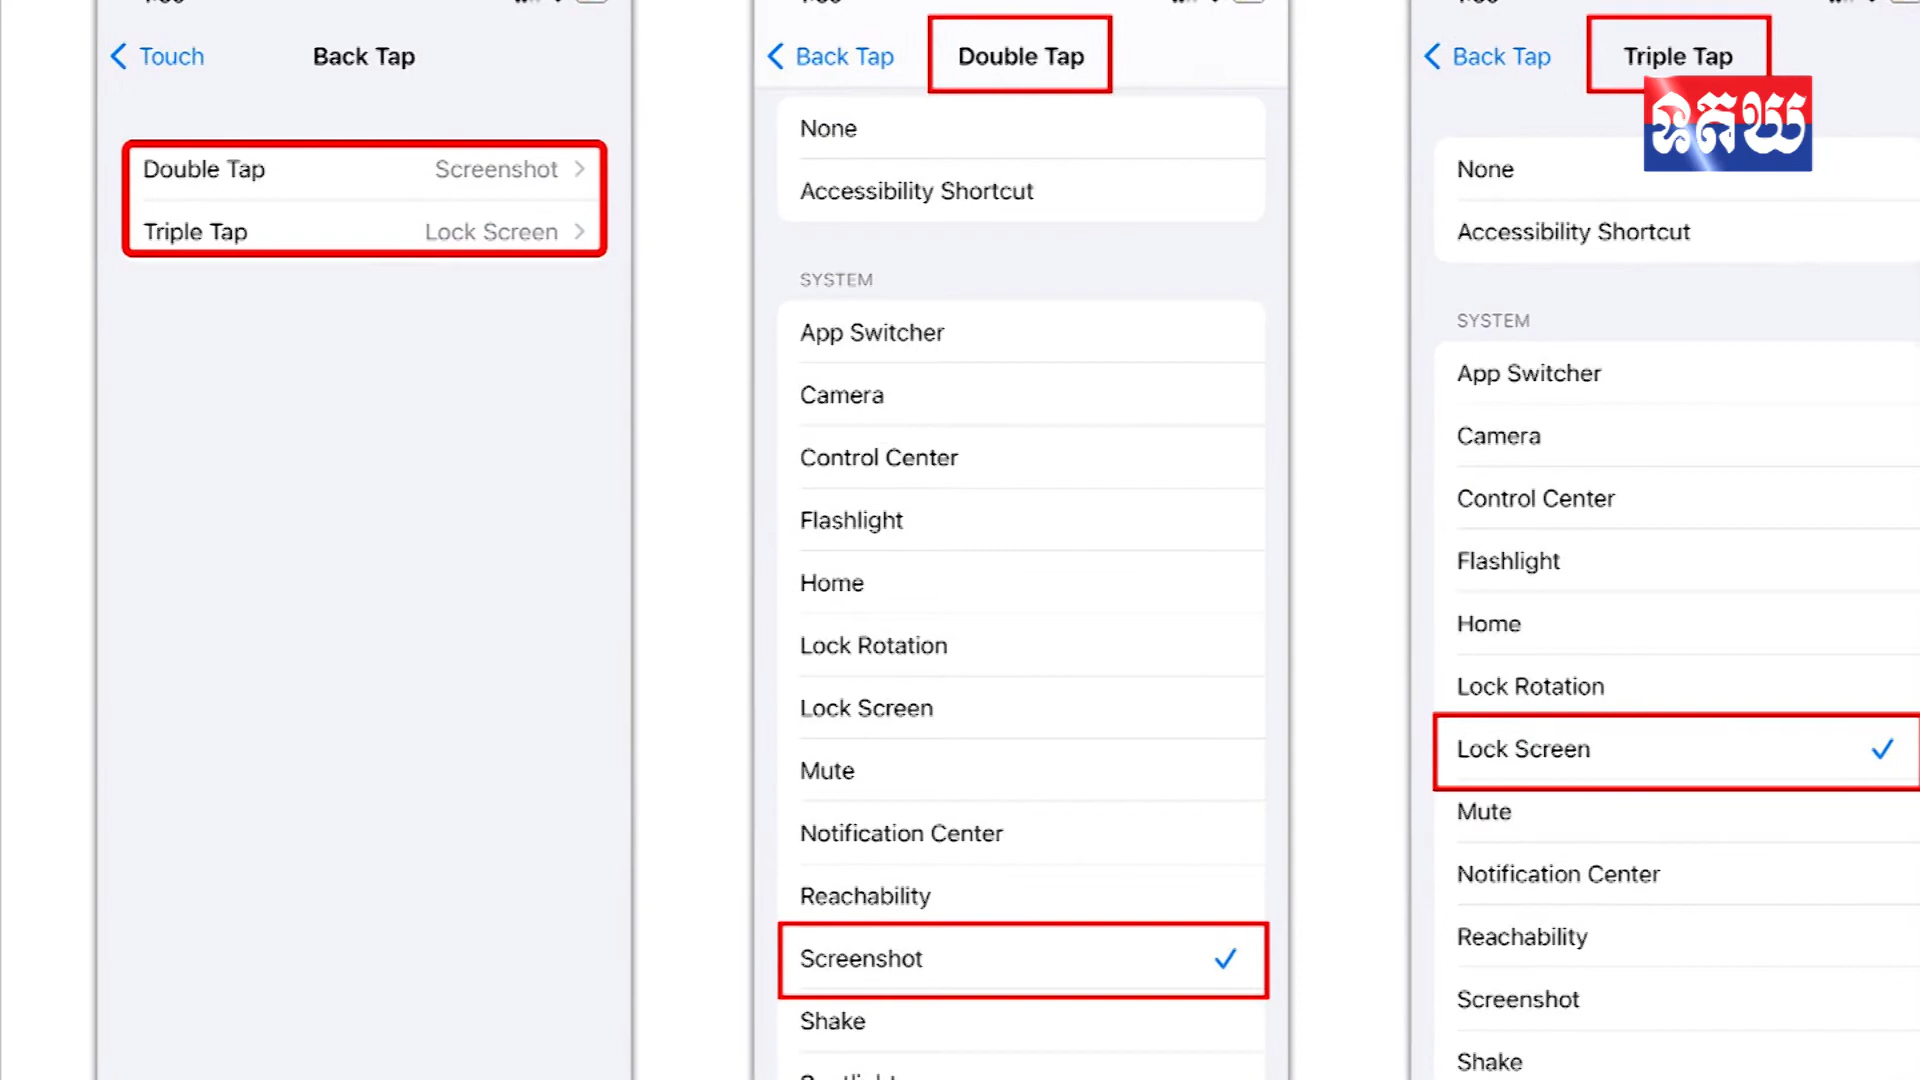 Touch
Back Tap
Double Tap Screenshot
Triple Tap Lock Screen
Back Tap
Double Tap
None
Accessibility Shortcut
SYSTEM
App Switcher
Camera
Control Center
Flashlight
Home
Lock Rotation
Lock Screen
Mute
Notification Center
Reachability
Screenshot
Shake
Back Tap
Triple Tap
ឌឹតឃ្យ
None
Accessibility Shortcut
SYSTEM
App Switcher
Camera
Control Center
Flashlight
Home
Lock Rotation
Lock Screen
Mute
Notification Center
Reachability
Screenshot
Shake